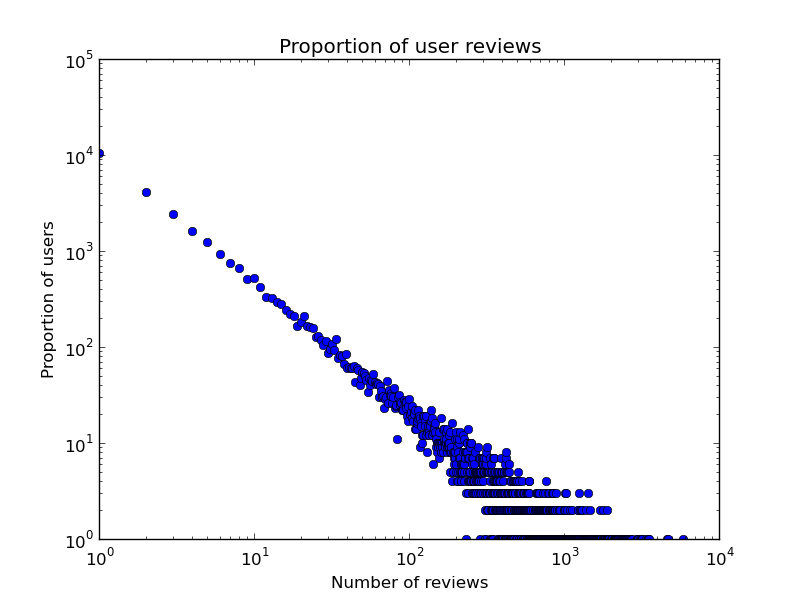 Proportion of user reviews
10^5
10^4
10^3
10^2
10^1
10^0
Proportion of users
10^0 10^1 10^2 10^3 10^4
Number of reviews